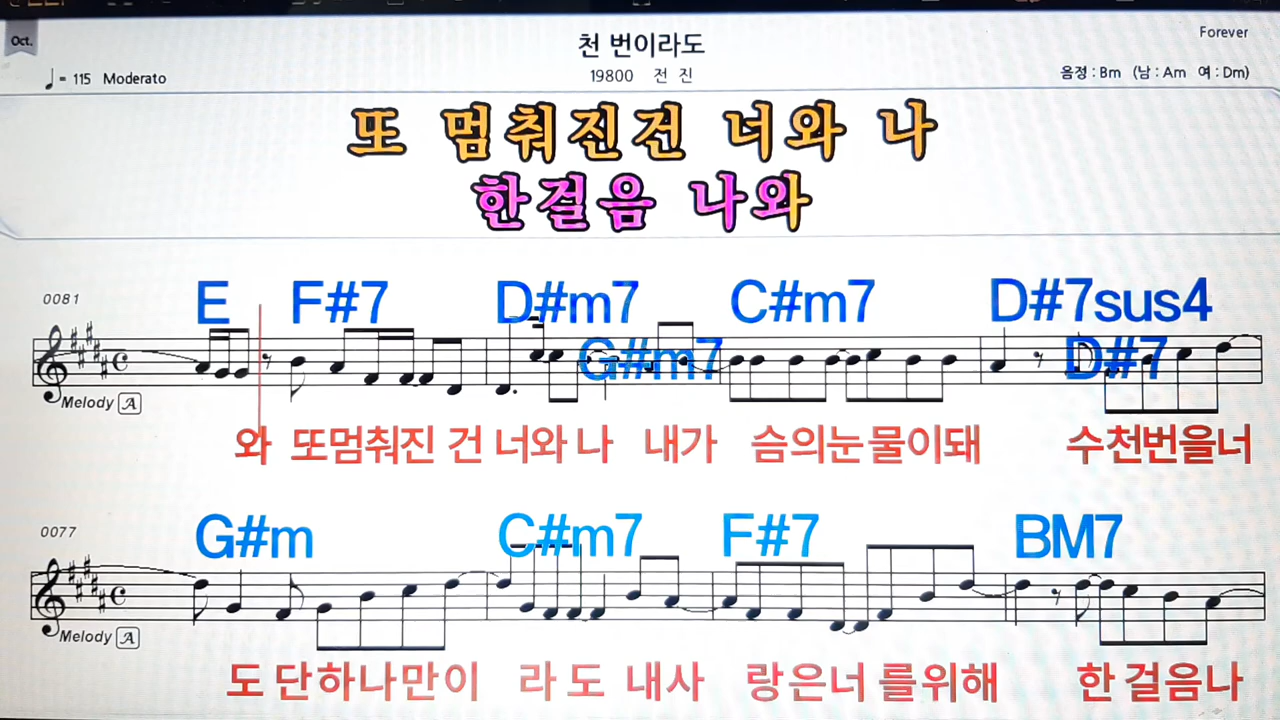 Oct.
천 번이라도
Forever
♩= 115 Moderato
19800 전 진
음정 : Bm (남 : Am 여 : Dm)
또 멈춰진건 너와 나
한걸음 나와
0081
E F#7 D#m7 C#m7 D#7sus4
G#m7 D#7
Melody A
와 또멈춰진 건 너와 나 내가 슴의눈물이돼 수천번을너
0077
G#m C#m7 F#7 BM7
Melody A
도 단하나만이 라 도 내사 랑은너 를위해 한 걸음나